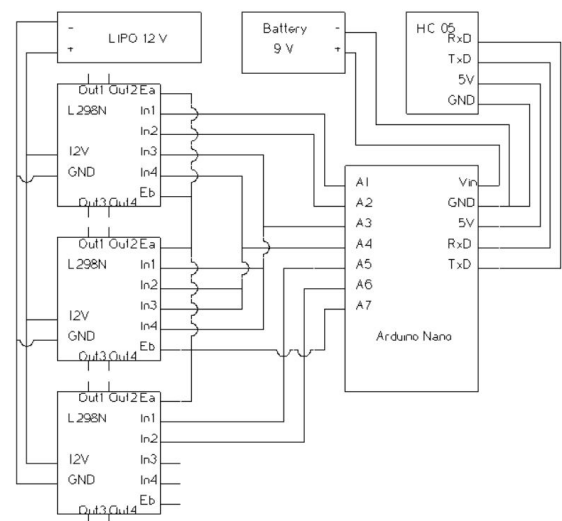 -
LIPO 12 V
+
Battery
9 V
-
+
HC 05
RxD
TxD
5V
GND
Out1 Out2 Ea
L298N
In1
In2
12V
In3
GND
In4
Eb
Out3 Out4
Out1 Out2 Ea
L298N
In1
In2
In3
12V
In4
GND
Eb
Out3 Out4
Out1 Out2 Ea
L298N
In1
In2
12V
In3
GND
In4
Eb
Out3 Out4
A1
Vin
A2
GND
A3
5V
A4
RxD
A5
TxD
A6
A7
Arduino Nano